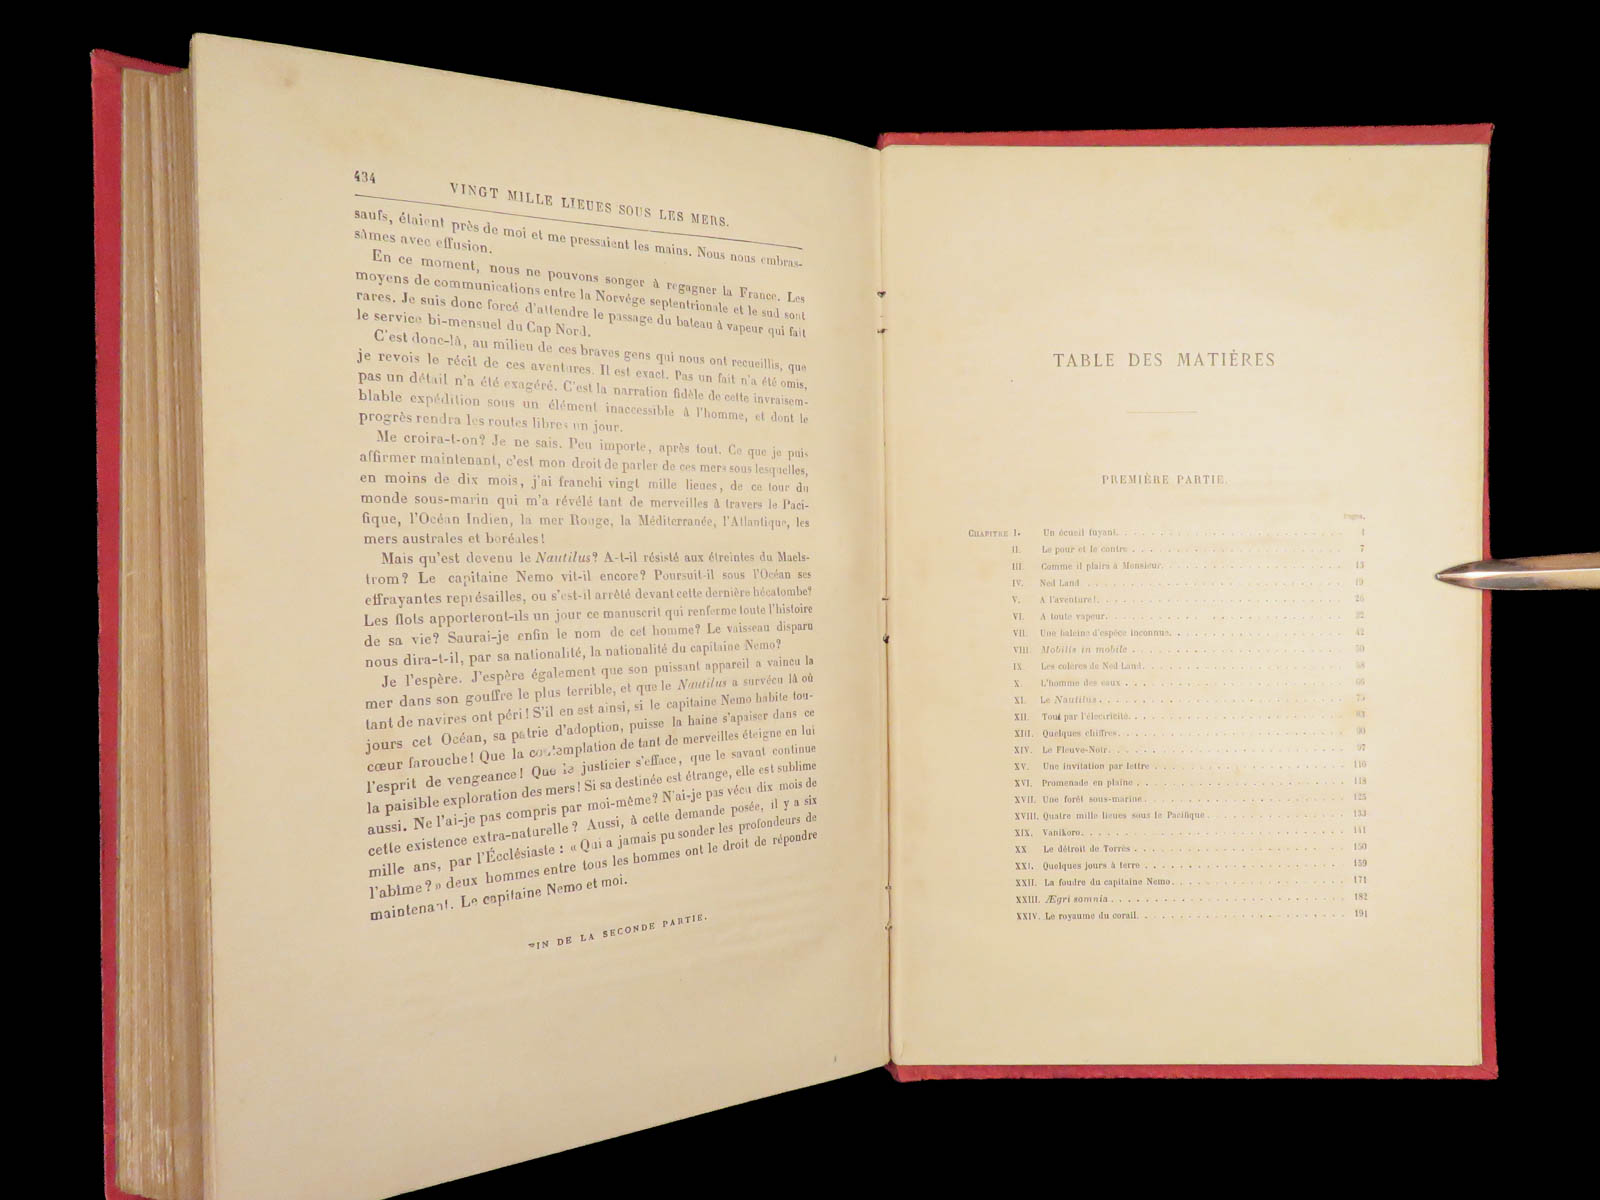 434
VINGT MILLE LIEUES SOUS LES MERS.
saufs, étaient près de moi et me pressaient les mains. Nous nous embras-
sâmes avec effusion.
En ce moment, nous ne pouvons songer à regagner la France. Les
moyens de communications entre la Norvége septentrionale et le sud sont
rares. Je suis donc forcé d'attendre le passage du bateau à vapeur qui fait
le service bi-mensuel du Cap Nord.
C'est donc-là, au milieu de ces braves gens qui nous ont recueillis, que
je revois le récit de ces aventures. Il est exact. Pas un fait n'a été omis,
pas un détail n'a été exagéré. C'est la narration fidèle de cette invraisem-
blable expédition sous un élément inaccessible à l'homme, et dont le
progrès rendra les routes libres un jour.
Me croira-t-on? Je ne sais. Peu importe, après tout. Ce que je puis
affirmer maintenant, c'est mon droit de parler de ces mers sous lesquelles,
en moins de dix mois, j'ai franchi vingt mille lieues, de ce tour du
monde sous-marin qui m'a révélé tant de merveilles à travers le Paci-
fique, l'Océan Indien, la mer Rouge, la Méditerranée, l'Atlantique, les
mers australes et boréales!
Mais qu'est devenu le Nautilus? A-t-il résisté aux étreintes du Maels-
trom? Le capitaine Nemo vit-il encore? Poursuit-il sous l'Océan ses
effrayantes représailles, ou s'est-il arrêté devant cette dernière hécatombe?
Les flots apporteront-ils un jour ce manuscrit qui renferme toute l'histoire
de sa vie? Saurai-je enfin le nom de cet homme? Le vaisseau disparu
nous dira-t-il, par sa nationalité, la nationalité du capitaine Nemo?
Je l'espère. J'espère également que son puissant appareil a vaincu la
mer dans son gouffre le plus terrible, et que le Nautilus a survécu là où
tant de navires ont péri! S'il en est ainsi, si le capitaine Nemo habite tou-
jours cet Océan, sa patrie d'adoption, puisse la haine s'apaiser dans ce
cœur farouche! Que la contemplation de tant de merveilles éteigne en lui
l'esprit de vengeance! Que le justicier s'efface, que le savant continue
la paisible exploration des mers! Si sa destinée est étrange, elle est sublime
aussi. Ne l'ai-je pas compris par moi-même? N'ai-je pas vécu dix mois de
cette existence extra-naturelle? Aussi, à cette demande posée, il y a six
mille ans, par l'Écclésiaste : « Qui a jamais pu sonder les profondeurs de
l'abîme? » deux hommes entre tous les hommes ont le droit de répondre
maintenant. Le capitaine Nemo et moi.
FIN DE LA SECONDE PARTIE.
TABLE DES MATIÈRES
PREMIÈRE PARTIE.
Pages.
CHAPITRE I. Un écueil fuyant. 1
II. Le pour et le contre 7
III. Comme il plaira à Monsieur. 13
IV. Ned Land 19
V. A l'aventure! 26
VI. A toute vapeur. 32
VII. Une baleine d'espèce inconnue. 42
VIII. Mobilis in mobile 50
IX. Les colères de Ned Land. 58
X. L'homme des eaux 66
XI. Le Nautilus. 75
XII. Tout par l'électricité. 83
XIII. Quelques chiffres. 90
XIV. Le Fleuve-Noir. 97
XV. Une invitation par lettre 110
XVI. Promenade en plaine 118
XVII. Une forêt sous-marine. 125
XVIII. Quatre mille lieues sous le Pacifique. 133
XIX. Vanikoro. 141
XX. Le détroit de Torrès 150
XXI. Quelques jours à terre 159
XXII. La foudre du capitaine Nemo. 171
XXIII. Ægri somnia 182
XXIV. Le royaume du corail. 191